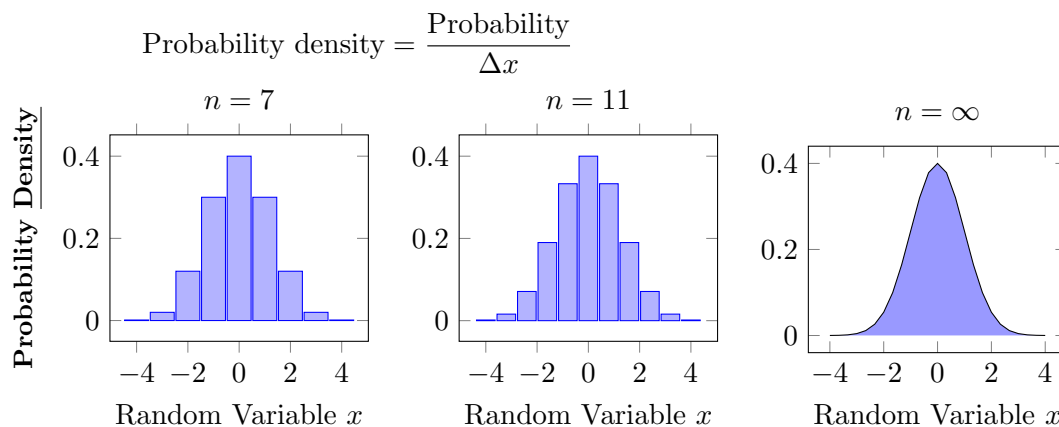 Probability density = Probability / Δx
n = 7
n = 11
n = ∞
Probability Density
0.4
0.2
0
−4 −2 0 2 4
Random Variable x
0.4
0.2
0
−4 −2 0 2 4
Random Variable x
0.4
0.2
0
−4 −2 0 2 4
Random Variable x